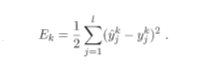 $E_k = \frac{1}{2} \sum_{j=1}^{l} (\hat{y}_j^k - y_j^k)^2 .$